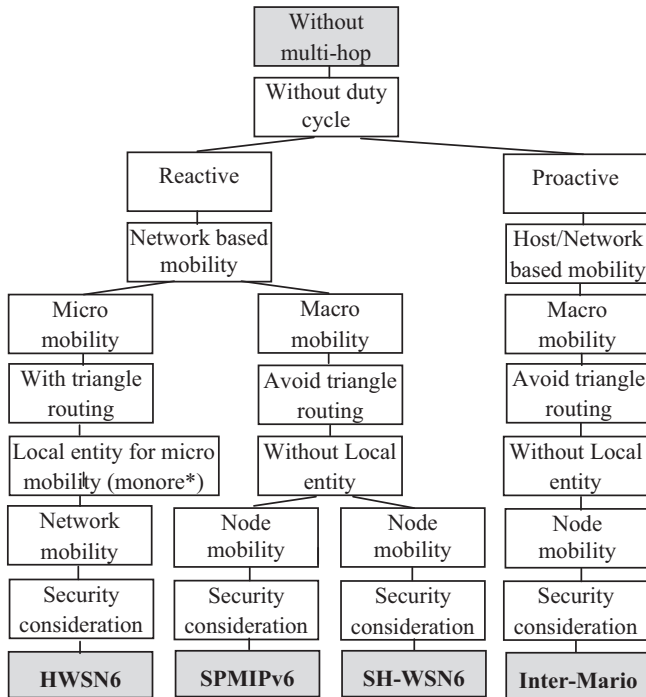 Without
multi-hop
Without duty
cycle
Reactive
Proactive
Network based
mobility
Host/Network
based mobility
Micro
mobility
Macro
mobility
Macro
mobility
With triangle
routing
Avoid triangle
routing
Avoid triangle
routing
Local entity for micro
mobility (monore*)
Without Local
entity
Without Local
entity
Network
mobility
Node
mobility
Node
mobility
Node
mobility
Security
consideration
Security
consideration
Security
consideration
Security
consideration
HWSN6
SPMIPv6
SH-WSN6
Inter-Mario